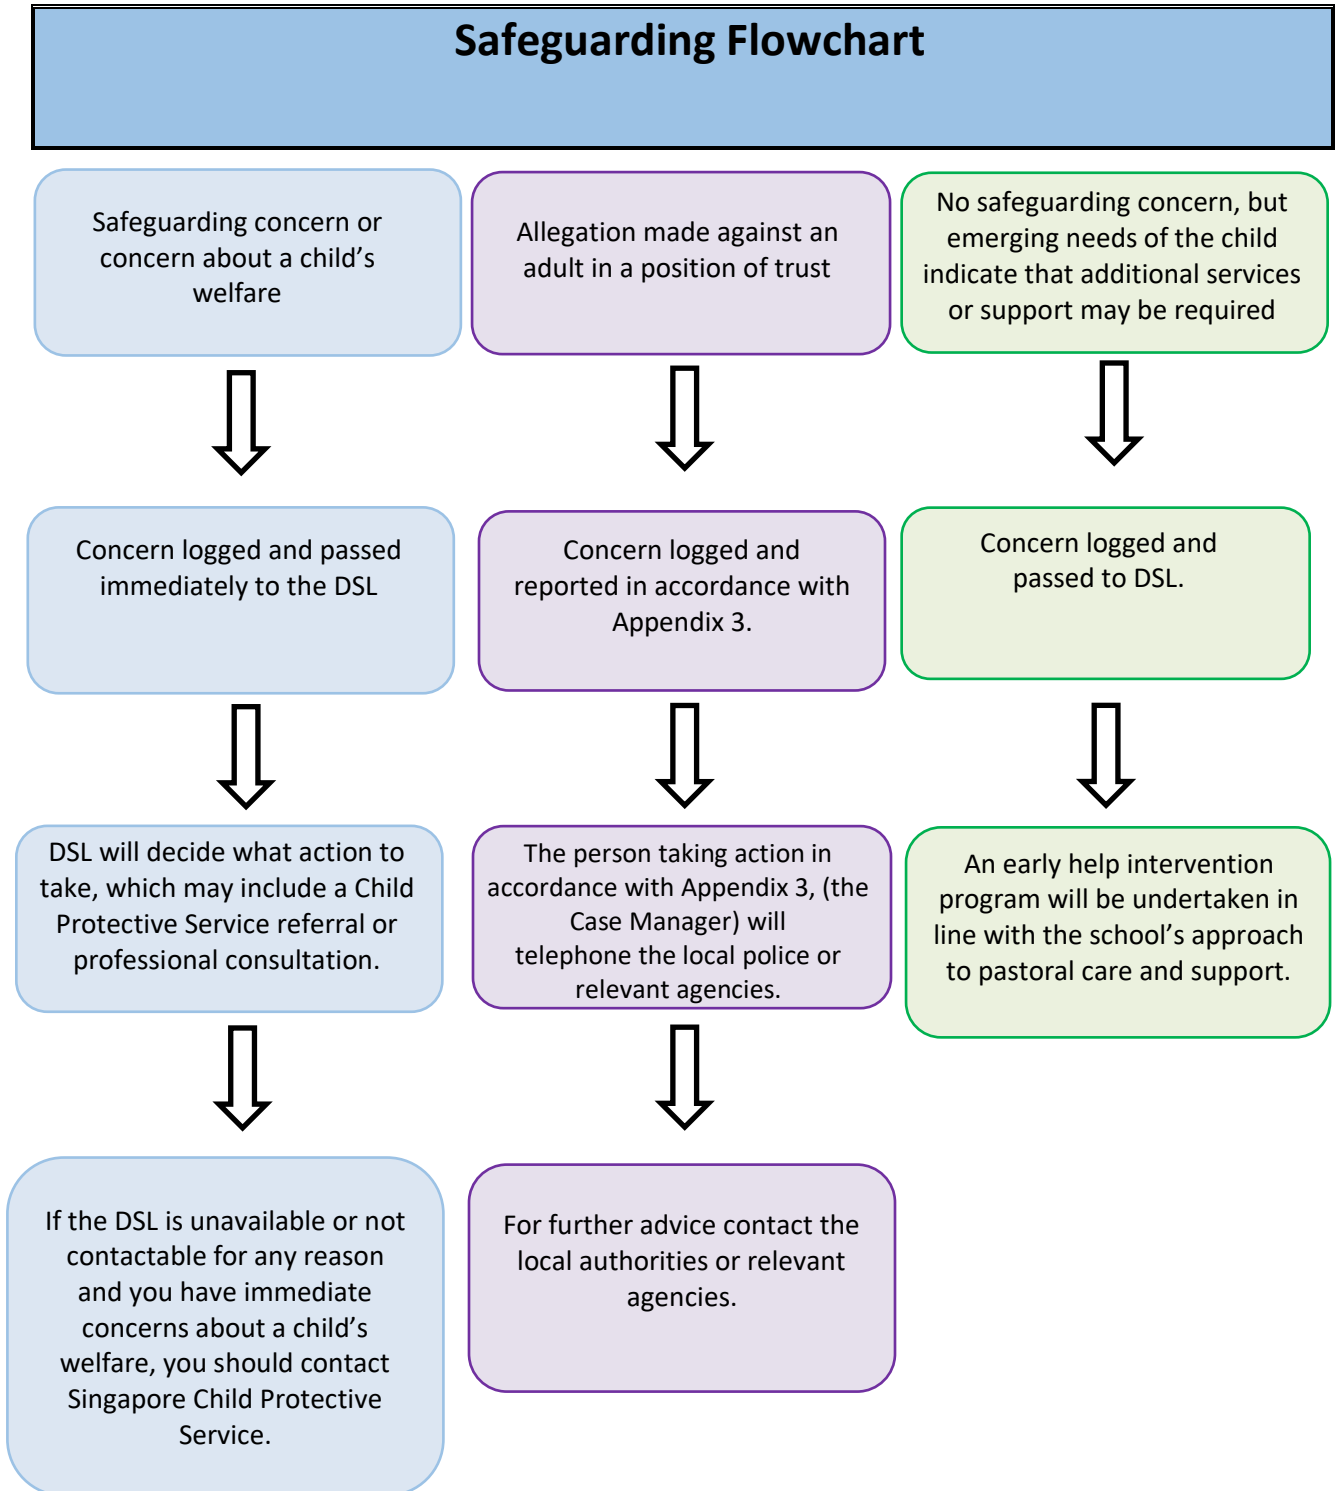 Safeguarding Flowchart
Safeguarding concern or
concern about a child’s
welfare
Allegation made against an
adult in a position of trust
No safeguarding concern, but
emerging needs of the child
indicate that additional services
or support may be required
Concern logged and passed
immediately to the DSL
Concern logged and
reported in accordance with
Appendix 3.
Concern logged and
passed to DSL.
DSL will decide what action to
take, which may include a Child
Protective Service referral or
professional consultation.
The person taking action in
accordance with Appendix 3, (the
Case Manager) will
telephone the local police or
relevant agencies.
An early help intervention
program will be undertaken in
line with the school’s approach
to pastoral care and support.
If the DSL is unavailable or not
contactable for any reason
and you have immediate
concerns about a child’s
welfare, you should contact
Singapore Child Protective
Service.
For further advice contact the
local authorities or relevant
agencies.